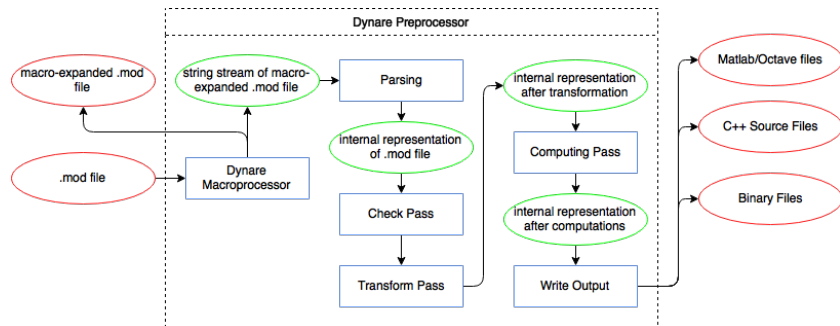 Dynare Preprocessor
macro-expanded .mod
file
string stream of macro-
expanded .mod file
Parsing
internal representation
after transformation
Matlab/Octave files
C++ Source Files
internal representation
of .mod file
Computing Pass
.mod file
Dynare
Macroprocessor
Check Pass
internal representation
after computations
Binary Files
Transform Pass
Write Output